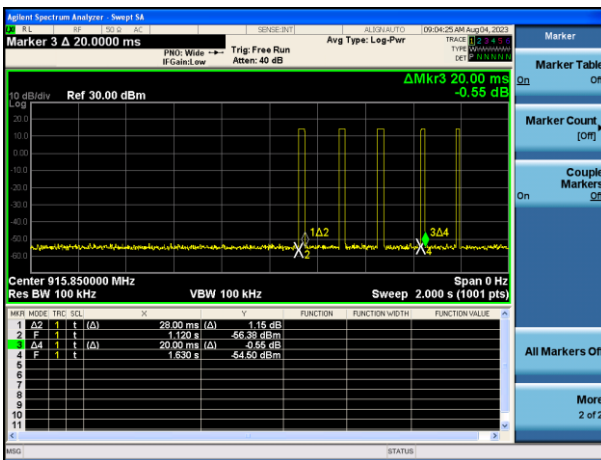 Agilent Spectrum Analyzer - Swept SA
RL RF 50 Ω AC SENSE:INT ALIGNAUTO 09:04:25 AM Aug 04, 2023
Marker 3 Δ 20.0000 ms
PNO: Wide Trig: Free Run Avg Type: Log-Pwr TRACE 1 2 3 4 5 6
TYPE
IFGain:Low Atten: 40 dB DET P N N N N N
Marker
Marker Table
On Off
Marker Count
[Off]
Couple
Markers
On Off
All Markers Off
More
2 of 2
ΔMkr3 20.00 ms
-0.55 dB
10 dB/div Ref 30.00 dBm
Log
20.0
10.0
0.00
-10.0
-20.0
-30.0
-40.0
-50.0
-60.0
1Δ2 3Δ4
2 4
Center 915.850000 MHz Span 0 Hz
Res BW 100 kHz VBW 100 kHz Sweep 2.000 s (1001 pts)
MKR MODE TRC SCL X Y FUNCTION FUNCTION WIDTH FUNCTION VALUE
1 Δ2 1 t (Δ) 28.00 ms (Δ) 1.15 dB
2 F 1 t 1.120 s -56.38 dBm
3 Δ4 1 t (Δ) 20.00 ms (Δ) -0.55 dB
4 F 1 t 1.630 s -54.50 dBm
5
6
7
8
9
10
11
MSG STATUS